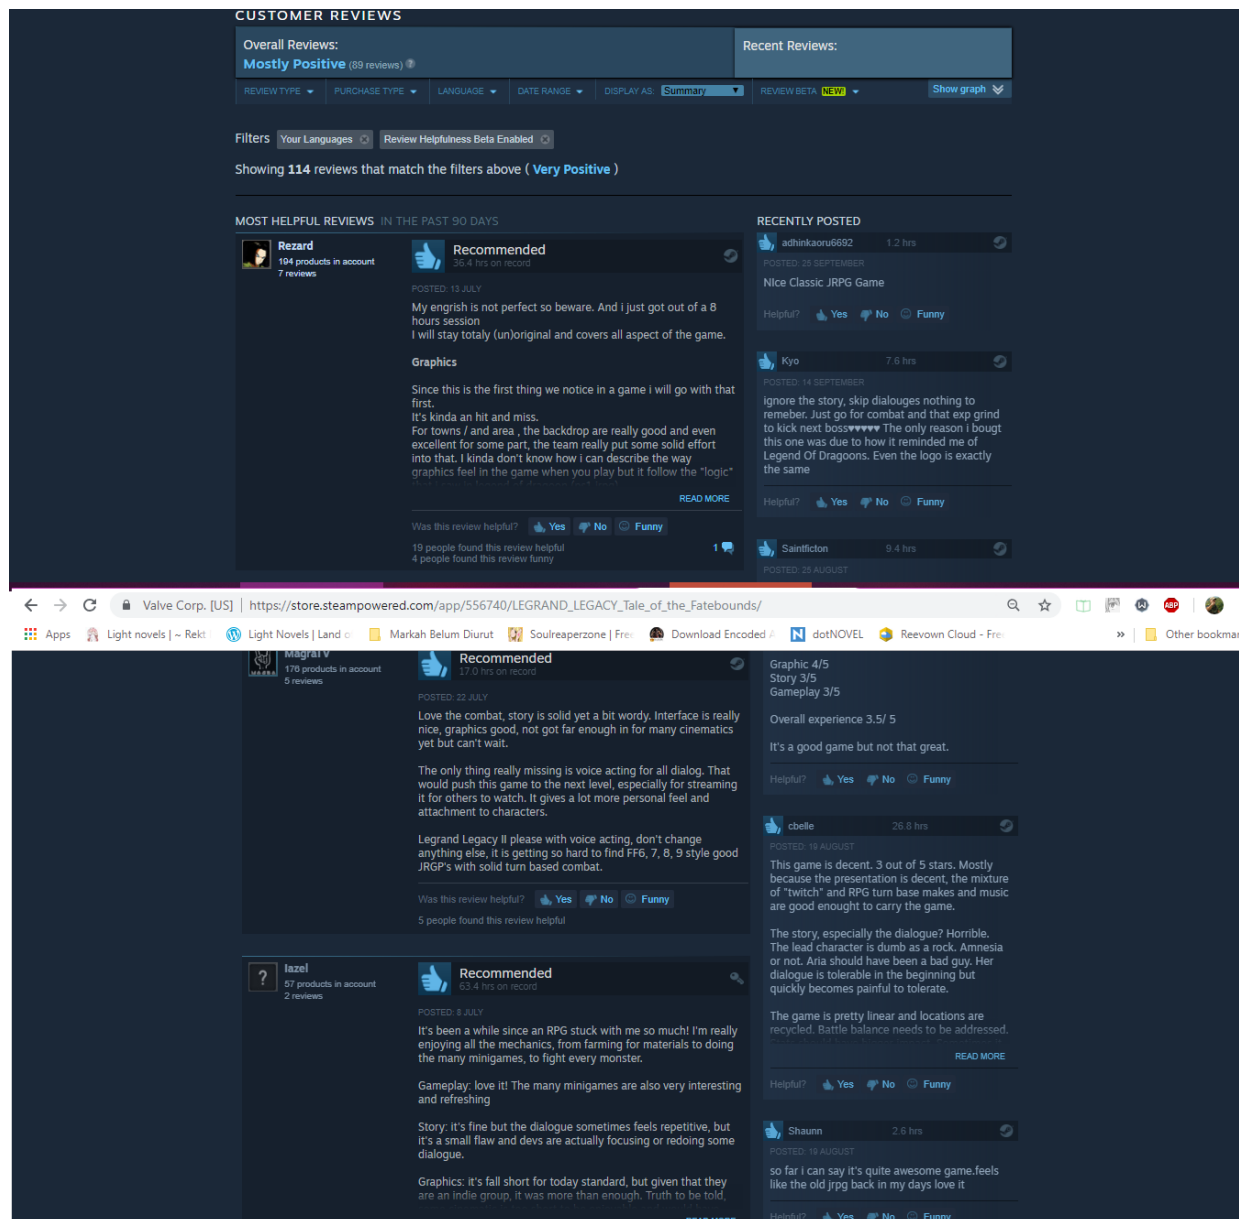 CUSTOMER REVIEWS
Overall Reviews:
Mostly Positive (89 reviews)
Recent Reviews:
REVIEW TYPE
PURCHASE TYPE
LANGUAGE
DATE RANGE
DISPLAY AS: Summary
REVIEW BETA NEW!
Show graph
Filters
Your Languages
Review Helpfulness Beta Enabled
Showing 114 reviews that match the filters above ( Very Positive )
MOST HELPFUL REVIEWS IN THE PAST 90 DAYS
Rezard
194 products in account
7 reviews
Recommended
36.4 hrs on record
POSTED: 13 JULY
My engrish is not perfect so beware. And i just got out of a 8
hours session
I will stay totaly (un)original and covers all aspect of the game.
Graphics
Since this is the first thing we notice in a game i will go with that
first.
It's kinda an hit and miss.
For towns / and area , the backdrop are really good and even
excellent for some part, the team really put some solid effort
into that. I kinda don't know how i can describe the way
graphics feel in the game when you play but it follow the "logic"
READ MORE
Was this review helpful? Yes No Funny
19 people found this review helpful
4 people found this review funny
1
RECENTLY POSTED
adhinkaoru6692 1.2 hrs
POSTED: 25 SEPTEMBER
NIce Classic JRPG Game
Helpful? Yes No Funny
Kyo 7.6 hrs
POSTED: 14 SEPTEMBER
ignore the story, skip dialouges nothing to
remeber. Just go for combat and that exp grind
to kick next boss♥♥♥♥♥ The only reason i bougt
this one was due to how it reminded me of
Legend Of Dragoons. Even the logo is exactly
the same
Helpful? Yes No Funny
Saintficton 9.4 hrs
POSTED: 25 AUGUST
Valve Corp. [US] | https://store.steampowered.com/app/556740/LEGRAND_LEGACY_Tale_of_the_Fatebounds/
ABP
Apps
Light novels | ~ Rekt
Light Novels | Land o
Markah Belum Diurut
Soulreaperzone | Free
Download Encoded A
dotNOVEL
Reevown Cloud - Free
»
Other bookmar
Magral V
176 products in account
5 reviews
Recommended
17.0 hrs on record
POSTED: 22 JULY
Love the combat, story is solid yet a bit wordy. Interface is really
nice, graphics good, not got far enough in for many cinematics
yet but can't wait.
The only thing really missing is voice acting for all dialog. That
would push this game to the next level, especially for streaming
it for others to watch. It gives a lot more personal feel and
attachment to characters.
Legrand Legacy II please with voice acting, don't change
anything else, it is getting so hard to find FF6, 7, 8, 9 style good
JRGP's with solid turn based combat.
Was this review helpful? Yes No Funny
5 people found this review helpful
lazel
57 products in account
2 reviews
Recommended
63.4 hrs on record
POSTED: 8 JULY
It's been a while since an RPG stuck with me so much! I'm really
enjoying all the mechanics, from farming for materials to doing
the many minigames, to fight every monster.
Gameplay: love it! The many minigames are also very interesting
and refreshing
Story: it's fine but the dialogue sometimes feels repetitive, but
it's a small flaw and devs are actually focusing or redoing some
dialogue.
Graphics: it's fall short for today standard, but given that they
are an indie group, it was more than enough. Truth to be told,
READ MORE
Graphic 4/5
Story 3/5
Gameplay 3/5
Overall experience 3.5/ 5
It's a good game but not that great.
Helpful? Yes No Funny
cbelle 26.8 hrs
POSTED: 19 AUGUST
This game is decent. 3 out of 5 stars. Mostly
because the presentation is decent, the mixture
of "twitch" and RPG turn base makes and music
are good enought to carry the game.
The story, especially the dialogue? Horrible.
The lead character is dumb as a rock. Amnesia
or not. Aria should have been a bad guy. Her
dialogue is tolerable in the beginning but
quickly becomes painful to tolerate.
The game is pretty linear and locations are
recycled. Battle balance needs to be addressed.
READ MORE
Helpful? Yes No Funny
Shaunn 2.6 hrs
POSTED: 19 AUGUST
so far i can say it's quite awesome game.feels
like the old jrpg back in my days love it
Helpful? Yes No Funny